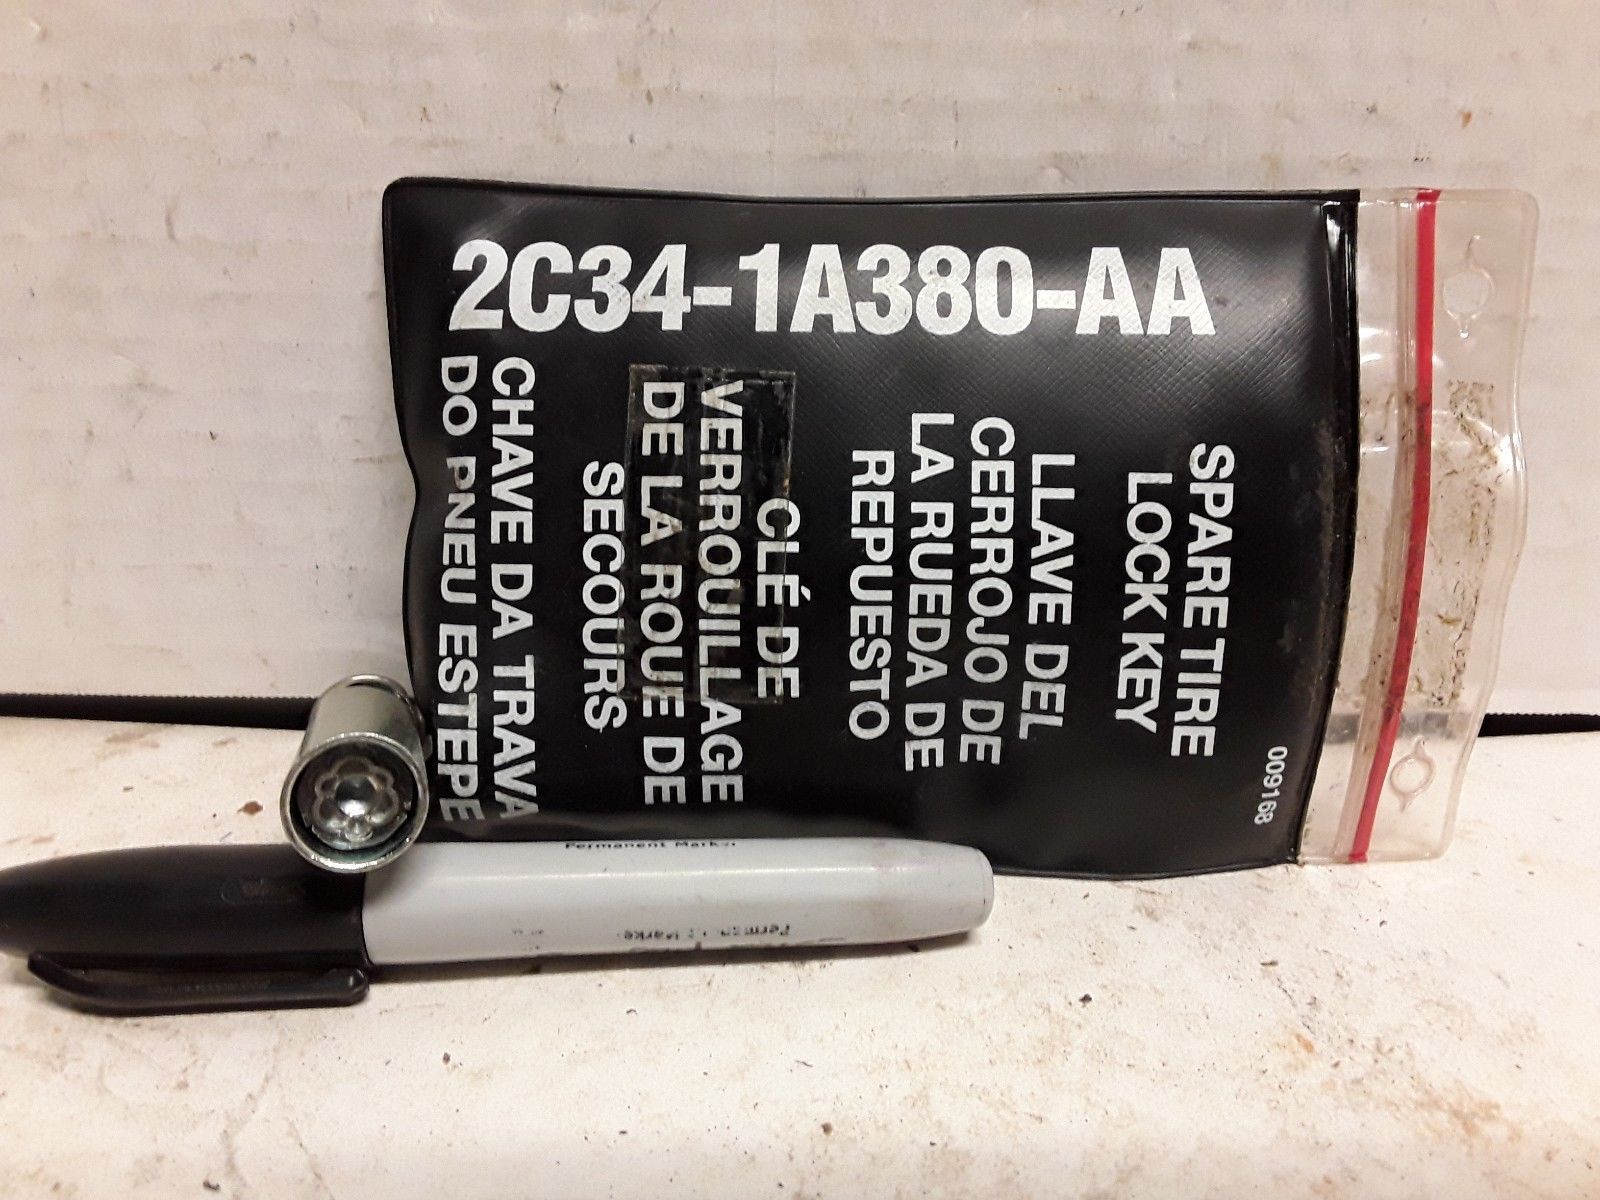 2C34-1A380-AA
SPARE TIRE
LOCK KEY
LLAVE DEL
CERROJO DE
LA RUEDA DE
REPUESTO
CLÉ DE
VERROUILLAGE
DE LA ROUE DE
SECOURS
CHAVE DA TRAVA
DO PNEU ESTEPE
009168
Permanent Marker